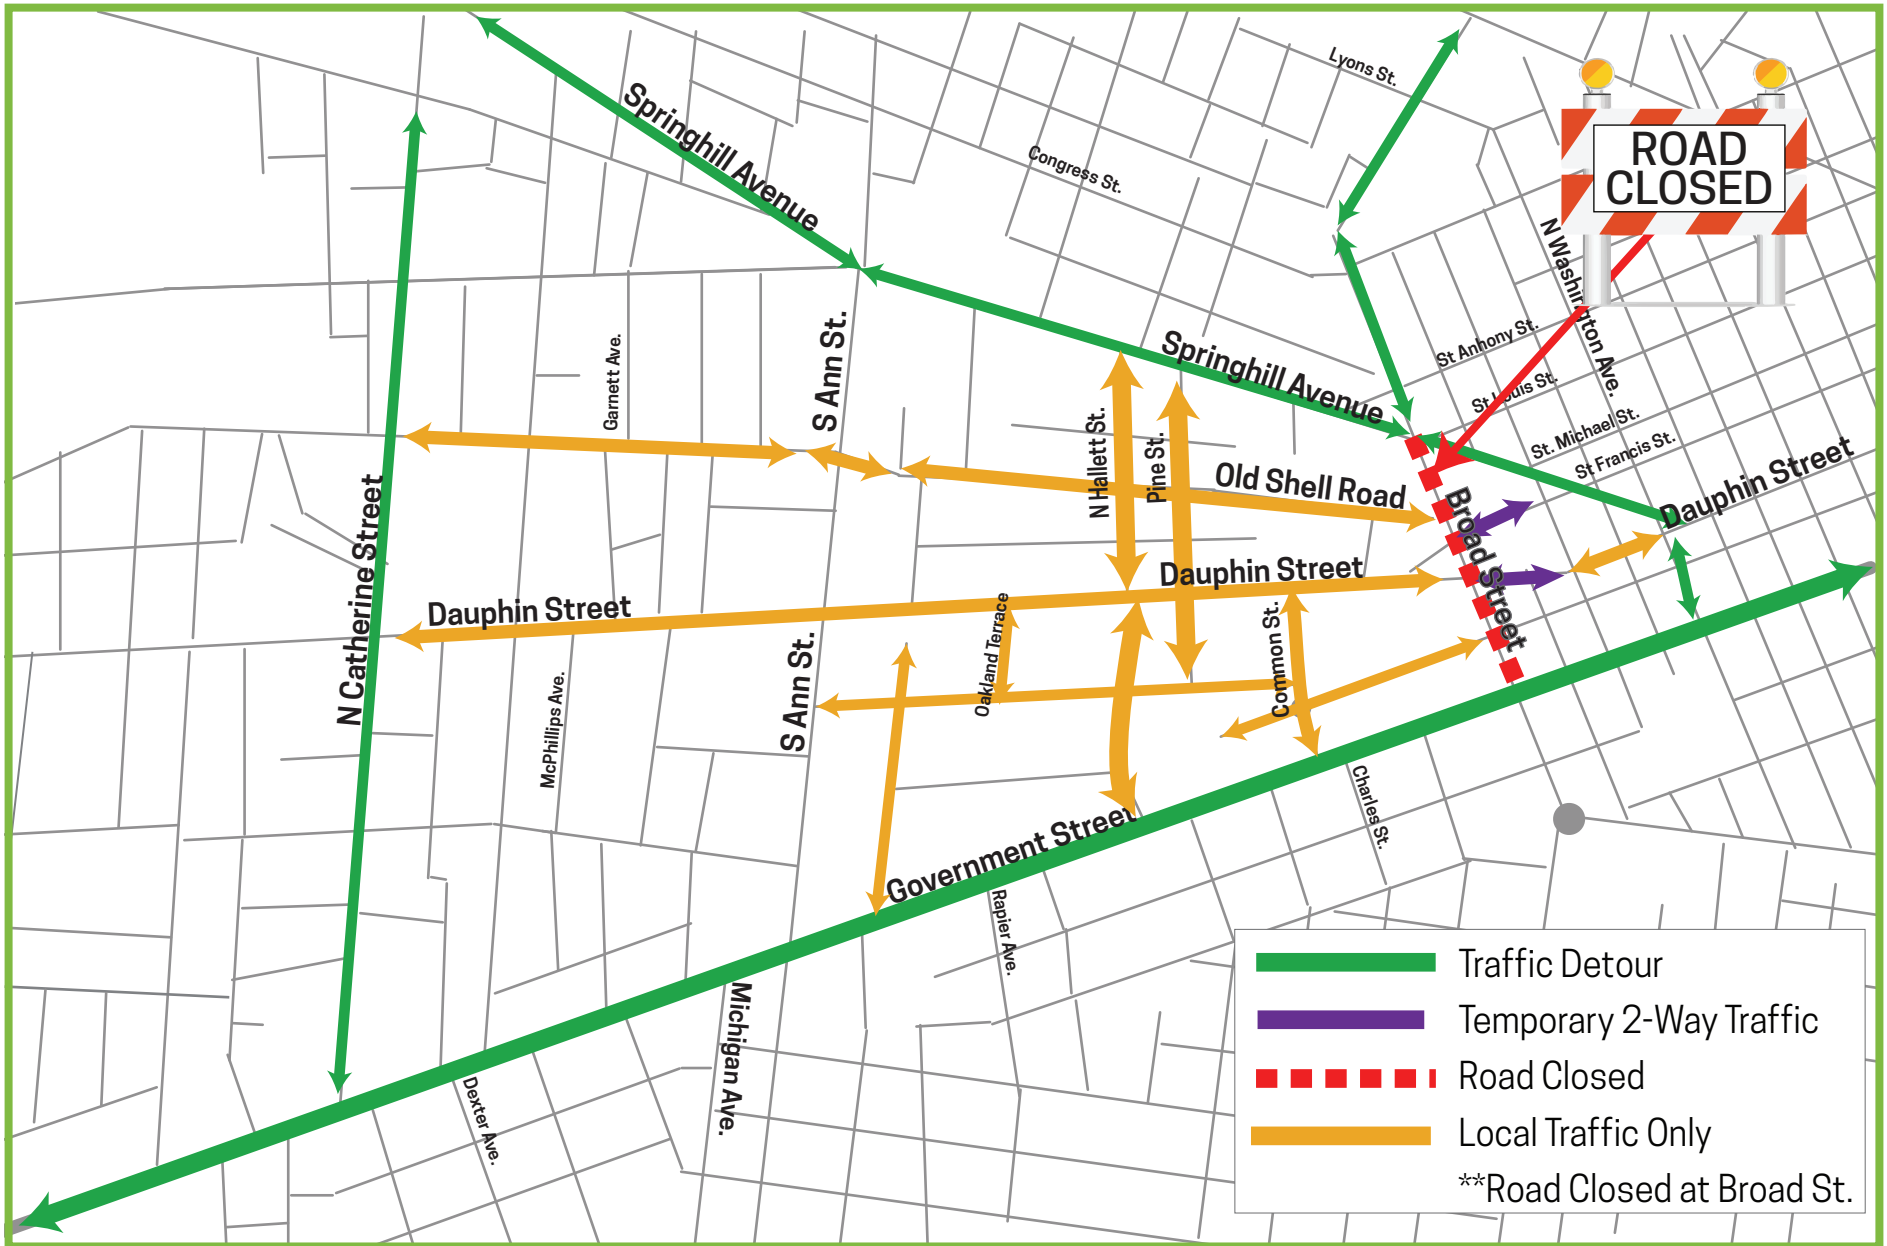 Lyons St.
ROAD
CLOSED
Springhill Avenue
Congress St.
N Washington Ave.
St Anhony St.
Springhill Avenue
S Ann St.
Garnett Ave.
St Louis St.
St. Michael St.
St Francis St.
N Hallett St.
Pine St.
Old Shell Road
Dauphin Street
Broad Street
N Catherine Street
Dauphin Street
Dauphin Street
Oakland Terrace
Common St.
S Ann St.
McPhillips Ave.
Charles St.
Government Street
Rapier Ave.
Michigan Ave.
Dexter Ave.
Traffic Detour
Temporary 2-Way Traffic
Road Closed
Local Traffic Only
**Road Closed at Broad St.